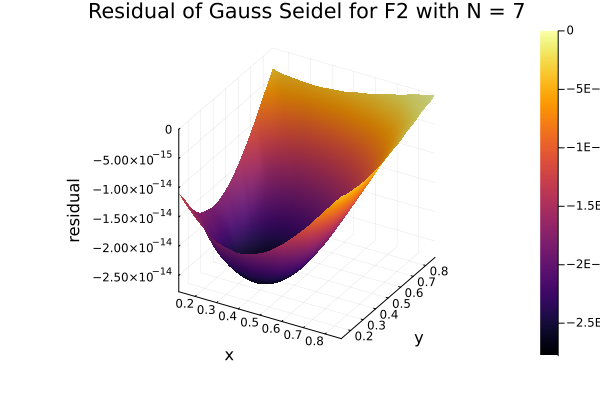 Residual of Gauss Seidel for F2 with N = 7
residual
0
−5.00×10⁻¹⁵
−1.00×10⁻¹⁴
−1.50×10⁻¹⁴
−2.00×10⁻¹⁴
−2.50×10⁻¹⁴
0.2 0.3 0.4 0.5 0.6 0.7 0.8
x
0.2 0.3 0.4 0.5 0.6 0.7 0.8
y
0
−5E−
−1E−
−1.5E
−2E−
−2.5E